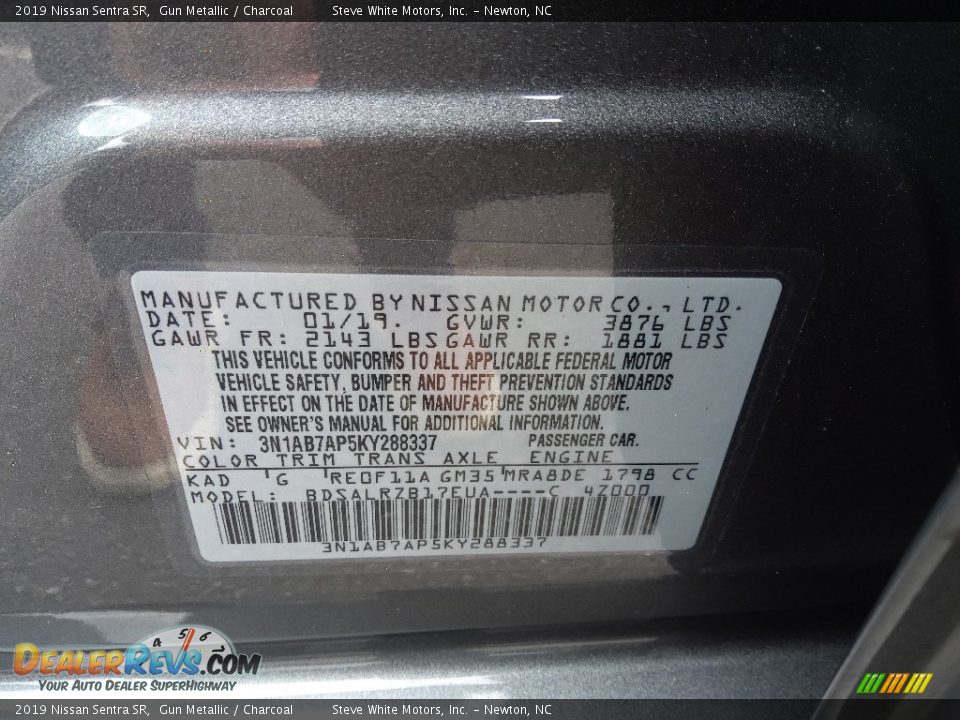 2019 Nissan Sentra SR, Gun Metallic / Charcoal Steve White Motors, Inc. - Newton, NC
MANUFACTURED BY NISSAN MOTOR CO., LTD.
DATE: 01/19. GVWR: 3876 LBS
GAWR FR: 2143 LBS GAWR RR: 1881 LBS
THIS VEHICLE CONFORMS TO ALL APPLICABLE FEDERAL MOTOR
VEHICLE SAFETY, BUMPER AND THEFT PREVENTION STANDARDS
IN EFFECT ON THE DATE OF MANUFACTURE SHOWN ABOVE.
SEE OWNER'S MANUAL FOR ADDITIONAL INFORMATION.
VIN: 3N1AB7AP5KY288337 PASSENGER CAR.
COLOR TRIM TRANS AXLE ENGINE
KAD G RE0F11A GM35 MRA8DE 1798 CC
MODEL: BDSALRZB17EUA----C 4Z000
3N1AB7AP5KY288337
4 5 6
DEALERREVS.COM
YOUR AUTO DEALER SUPERHIGHWAY
2019 Nissan Sentra SR, Gun Metallic / Charcoal Steve White Motors, Inc. - Newton, NC